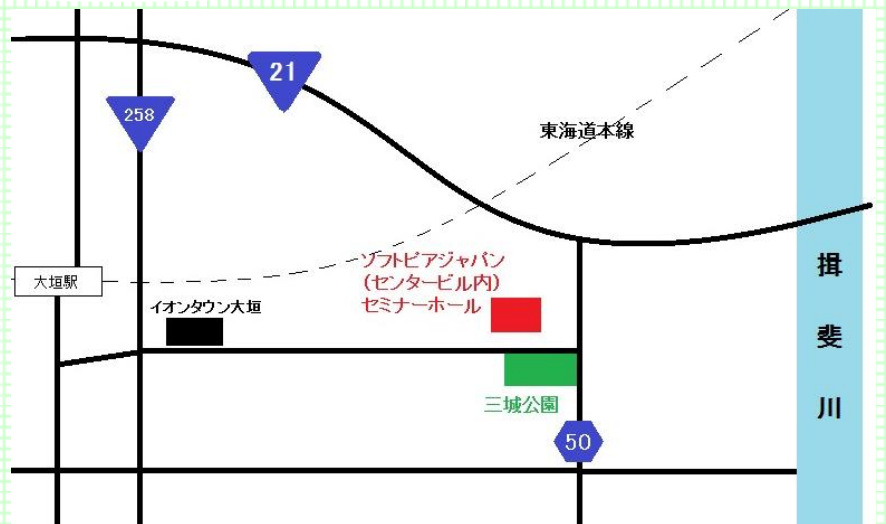 21
258
東海道本線
ソフトピアジャパン
(センタービル内)
セミナーホール
大垣駅
イオンタウン大垣
揖斐川
三城公園
50